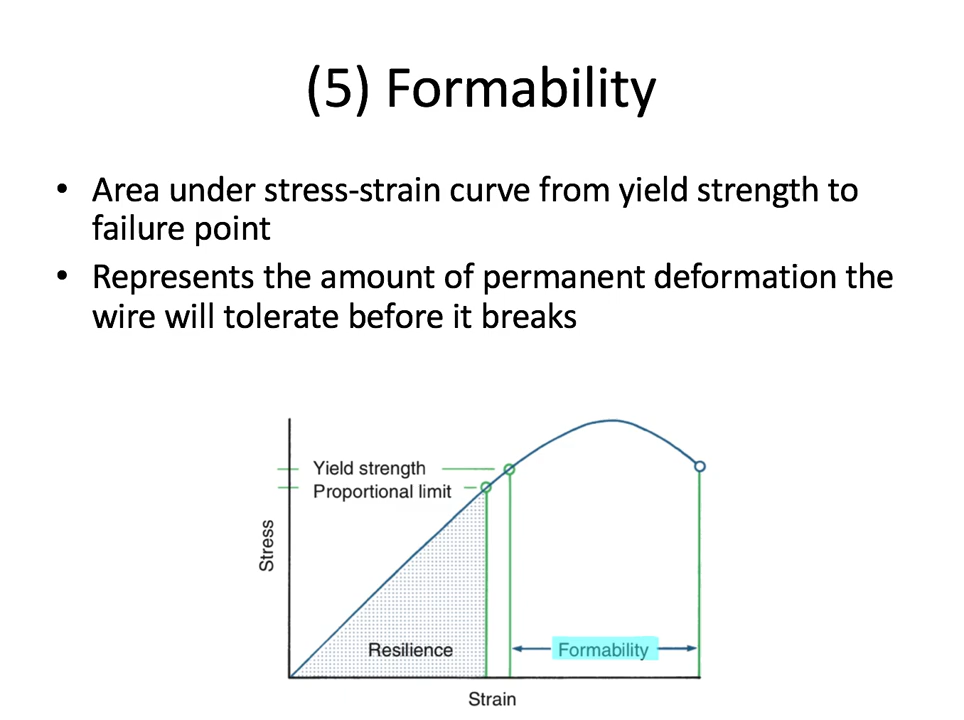 (5) Formability
• Area under stress-strain curve from yield strength to
failure point
• Represents the amount of permanent deformation the
wire will tolerate before it breaks
Yield strength
Proportional limit
Stress
Resilience
Formability
Strain